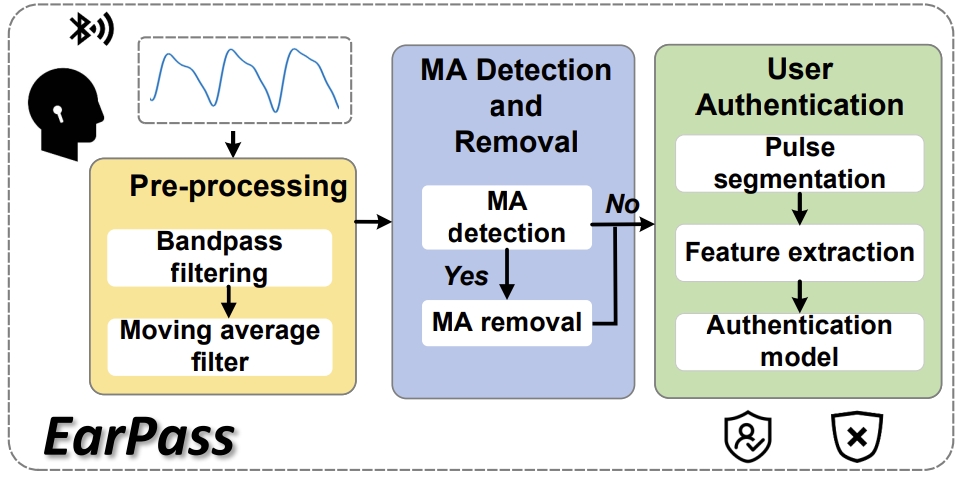 Pre-processing
Bandpass
filtering
Moving average
filter
MA Detection
and
Removal
MA
detection
No
Yes
MA removal
User
Authentication
Pulse
segmentation
Feature extraction
Authentication
model
EarPass